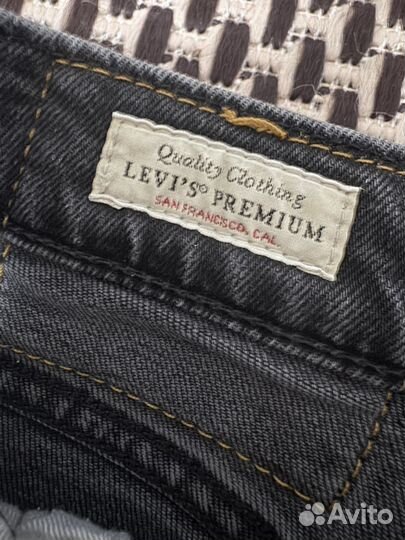 Quality Clothing
LEVI'S® PREMIUM
SAN FRANCISCO, CAL.
Avito